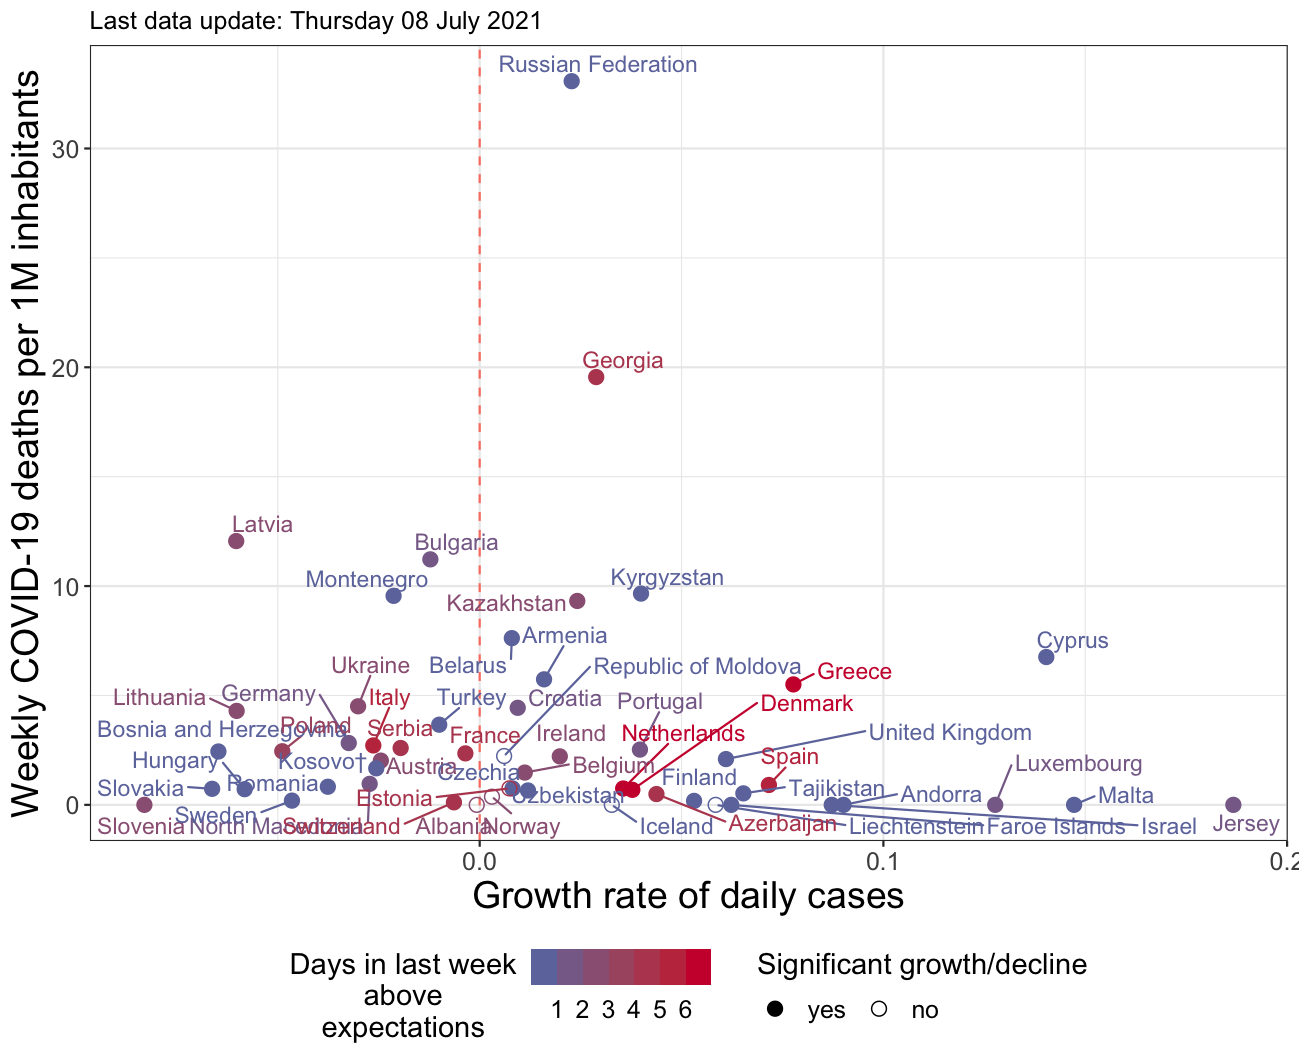 Last data update: Thursday 08 July 2021
Weekly COVID-19 deaths per 1M inhabitants
Russian Federation
30
Georgia
20
Latvia
Bulgaria
Montenegro
Kyrgyzstan
10
Kazakhstan
Armenia
Cyprus
Belarus
Republic of Moldova
Ukraine
Greece
Lithuania
Germany
Italy
Turkey
Croatia
Portugal
Denmark
Bosnia and Herzegovina
Poland
Serbia
France
Ireland
Netherlands
United Kingdom
Hungary
Kosovo†
Austria
Czechia
Belgium
Spain
Luxembourg
Slovakia
Romania
Finland
Tajikistan
Andorra
Malta
Estonia
Uzbekistan
0
Sweden
Slovenia
North Macedonia
Switzerland
Albania
Norway
Iceland
Azerbaijan
Liechtenstein
Faroe Islands
Israel
Jersey
0.0
0.1
0.2
Growth rate of daily cases
Days in last week
above
expectations
1 2 3 4 5 6
Significant growth/decline
yes
no